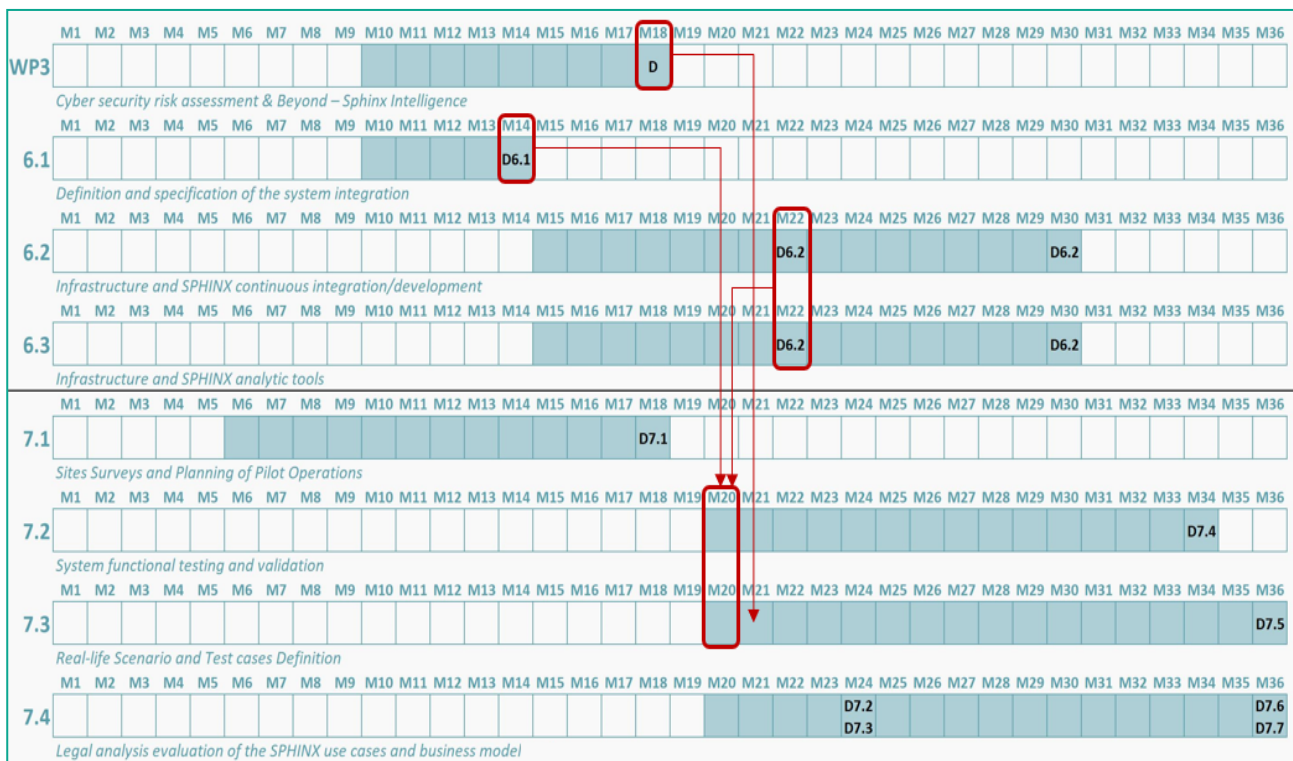 M1 M2 M3 M4 M5 M6 M7 M8 M9 M10 M11 M12 M13 M14 M15 M16 M17 M18 M19 M20 M21 M22 M23 M24 M25 M26 M27 M28 M29 M30 M31 M32 M33 M34 M35 M36
WP3 D
Cyber security risk assessment & Beyond – Sphinx Intelligence
M1 M2 M3 M4 M5 M6 M7 M8 M9 M10 M11 M12 M13 M14 M15 M16 M17 M18 M19 M20 M21 M22 M23 M24 M25 M26 M27 M28 M29 M30 M31 M32 M33 M34 M35 M36
6.1 D6.1
Definition and specification of the system integration
M1 M2 M3 M4 M5 M6 M7 M8 M9 M10 M11 M12 M13 M14 M15 M16 M17 M18 M19 M20 M21 M22 M23 M24 M25 M26 M27 M28 M29 M30 M31 M32 M33 M34 M35 M36
6.2 D6.2 D6.2
Infrastructure and SPHINX continuous integration/development
M1 M2 M3 M4 M5 M6 M7 M8 M9 M10 M11 M12 M13 M14 M15 M16 M17 M18 M19 M20 M21 M22 M23 M24 M25 M26 M27 M28 M29 M30 M31 M32 M33 M34 M35 M36
6.3 D6.2 D6.2
Infrastructure and SPHINX analytic tools
M1 M2 M3 M4 M5 M6 M7 M8 M9 M10 M11 M12 M13 M14 M15 M16 M17 M18 M19 M20 M21 M22 M23 M24 M25 M26 M27 M28 M29 M30 M31 M32 M33 M34 M35 M36
7.1 D7.1
Sites Surveys and Planning of Pilot Operations
M1 M2 M3 M4 M5 M6 M7 M8 M9 M10 M11 M12 M13 M14 M15 M16 M17 M18 M19 M20 M21 M22 M23 M24 M25 M26 M27 M28 M29 M30 M31 M32 M33 M34 M35 M36
7.2 D7.4
System functional testing and validation
M1 M2 M3 M4 M5 M6 M7 M8 M9 M10 M11 M12 M13 M14 M15 M16 M17 M18 M19 M20 M21 M22 M23 M24 M25 M26 M27 M28 M29 M30 M31 M32 M33 M34 M35 M36
7.3 D7.5
Real-life Scenario and Test cases Definition
M1 M2 M3 M4 M5 M6 M7 M8 M9 M10 M11 M12 M13 M14 M15 M16 M17 M18 M19 M20 M21 M22 M23 M24 M25 M26 M27 M28 M29 M30 M31 M32 M33 M34 M35 M36
D7.2 D7.6
7.4 D7.3 D7.7
Legal analysis evaluation of the SPHINX use cases and business model